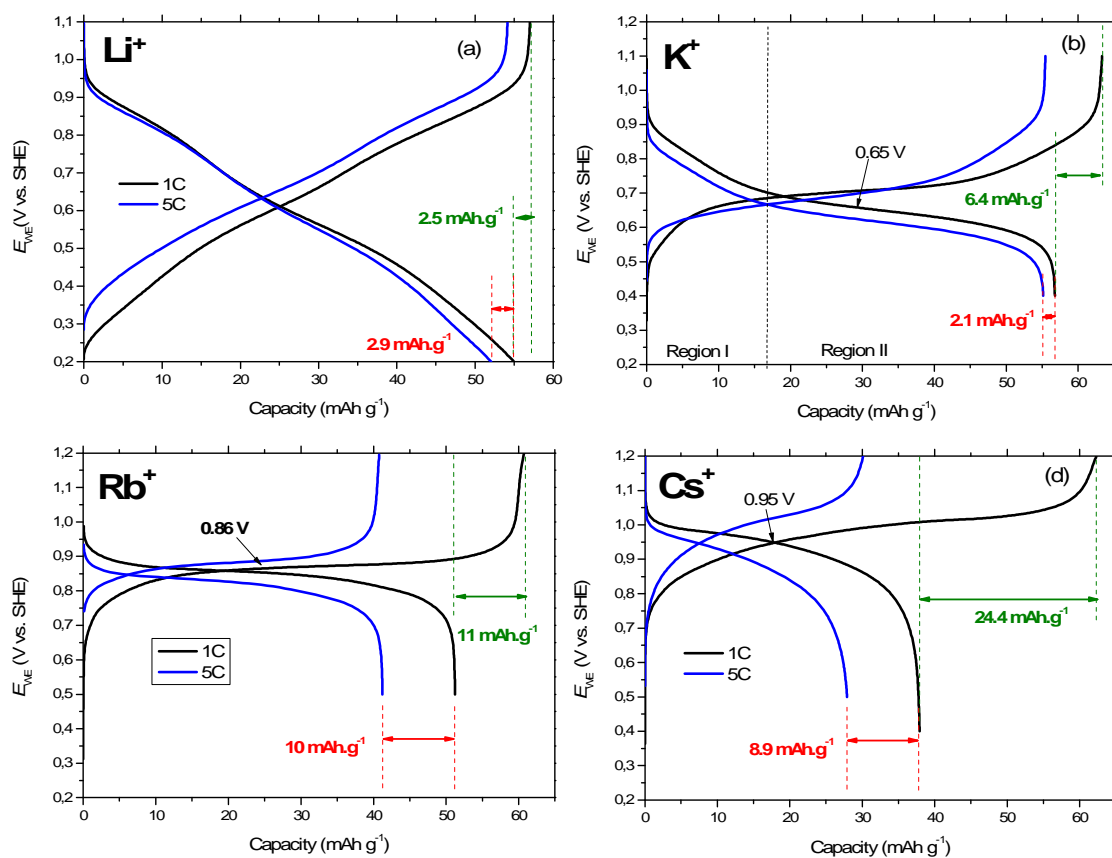 Li⁺
(a)
1C
5C
2.5 mAh.g⁻¹
2.9 mAh.g⁻¹
1,1
1,0
0,9
0,8
0,7
0,6
0,5
0,4
0,3
0,2
E_WE(V vs. SHE)
0 10 20 30 40 50 60
Capacity (mAh g⁻¹)
K⁺
(b)
0.65 V
6.4 mAh.g⁻¹
2.1 mAh.g⁻¹
Region I
Region II
1,2
1,1
1,0
0,9
0,8
0,7
0,6
0,5
0,4
0,3
0,2
E_WE (V vs. SHE)
0 10 20 30 40 50 60
Capacity (mAh g⁻¹)
Rb⁺
0.86 V
11 mAh.g⁻¹
1C
5C
10 mAh.g⁻¹
1,2
1,1
1,0
0,9
0,8
0,7
0,6
0,5
0,4
0,3
0,2
E_WE (V vs. SHE)
0 10 20 30 40 50 60
Capacity (mAh g⁻¹)
Cs⁺
(d)
0.95 V
24.4 mAh.g⁻¹
1C
5C
8.9 mAh.g⁻¹
1,2
1,1
1,0
0,9
0,8
0,7
0,6
0,5
0,4
0,3
0,2
E_WE (V vs. SHE)
0 10 20 30 40 50 60
Capacity (mAh g⁻¹)